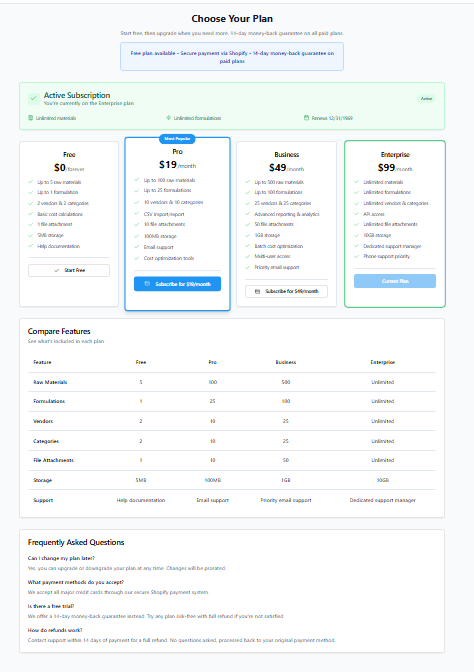 Choose Your Plan
Start free, then upgrade when you need more. 14-day money-back guarantee on all paid plans.
Free plan available • Secure payment via Shopify • 14-day money-back guarantee on
paid plans
Active Subscription
You're currently on the Enterprise plan
Active
Unlimited materials
Unlimited formulations
Renews 12/31/1969
Free
$0/forever
Up to 5 raw materials
Up to 1 formulation
2 vendors & 2 categories
Basic cost calculations
1 file attachment
5MB storage
Help documentation
Start Free
Most Popular
Pro
$19/month
Up to 100 raw materials
Up to 25 formulations
10 vendors & 10 categories
CSV import/export
10 file attachments
100MB storage
Email support
Cost optimization tools
Subscribe for $19/month
Business
$49/month
Up to 500 raw materials
Up to 100 formulations
25 vendors & 25 categories
Advanced reporting & analytics
50 file attachments
1GB storage
Batch cost optimization
Multi-user access
Priority email support
Subscribe for $49/month
Enterprise
$99/month
Unlimited materials
Unlimited formulations
Unlimited vendors & categories
API access
Unlimited file attachments
10GB storage
Dedicated support manager
Phone support priority
Current Plan
Compare Features
See what's included in each plan
Feature Free Pro Business Enterprise
Raw Materials 5 100 500 Unlimited
Formulations 1 25 100 Unlimited
Vendors 2 10 25 Unlimited
Categories 2 10 25 Unlimited
File Attachments 1 10 50 Unlimited
Storage 5MB 100MB 1GB 10GB
Support Help documentation Email support Priority email support Dedicated support manager
Frequently Asked Questions
Can I change my plan later?
Yes, you can upgrade or downgrade your plan at any time. Changes will be prorated.
What payment methods do you accept?
We accept all major credit cards through our secure Shopify payment system.
Is there a free trial?
We offer a 14-day money-back guarantee instead. Try any plan risk-free with full refund if you're not satisfied.
How do refunds work?
Contact support within 14 days of payment for a full refund. No questions asked, processed back to your original payment method.